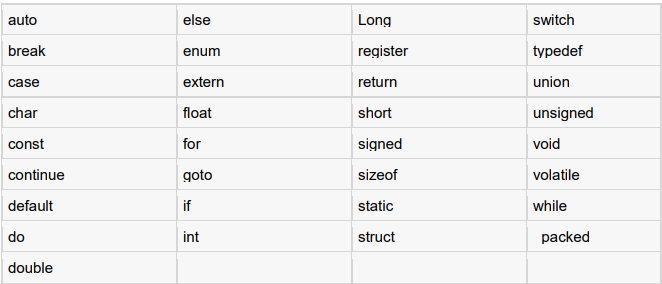 auto else Long switch
break enum register typedef
case extern return union
char float short unsigned
const for signed void
continue goto sizeof volatile
default if static while
do int struct packed
double